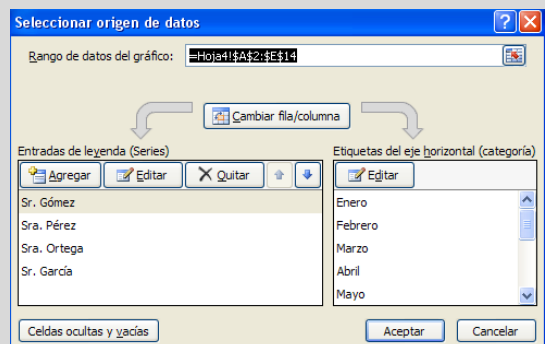 Seleccionar origen de datos
Rango de datos del gráfico: =Hoja4!$A$2:$E$14
Cambiar fila/columna
Entradas de leyenda (Series)
Etiquetas del eje horizontal (categoría)
Agregar Editar Quitar
Editar
Sr. Gómez
Sra. Pérez
Sra. Ortega
Sr. García
Enero
Febrero
Marzo
Abril
Mayo
Celdas ocultas y vacías
Aceptar Cancelar